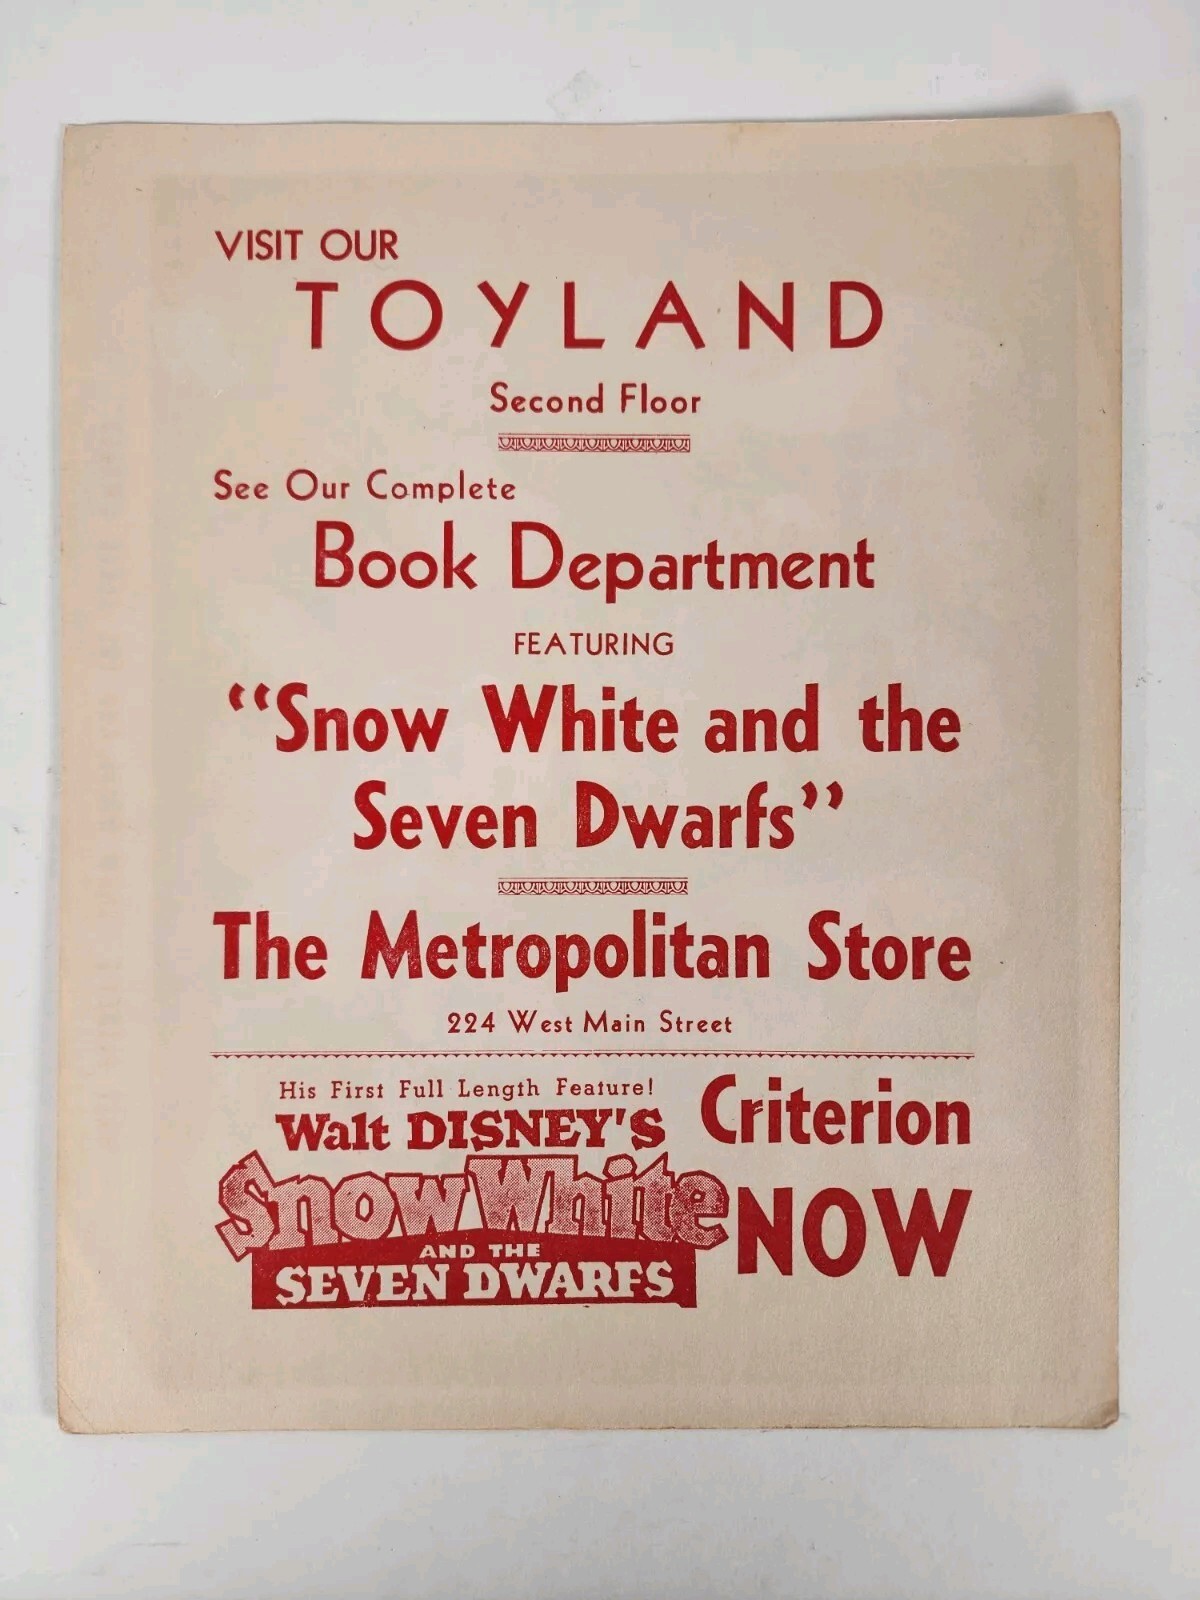 VISIT OUR
TOYLAND
Second Floor
See Our Complete
Book Department
FEATURING
“Snow White and the
Seven Dwarfs”
The Metropolitan Store
224 West Main Street
His First Full Length Feature!
Walt DISNEY'S
Snow White
AND THE
SEVEN DWARFS
Criterion
NOW